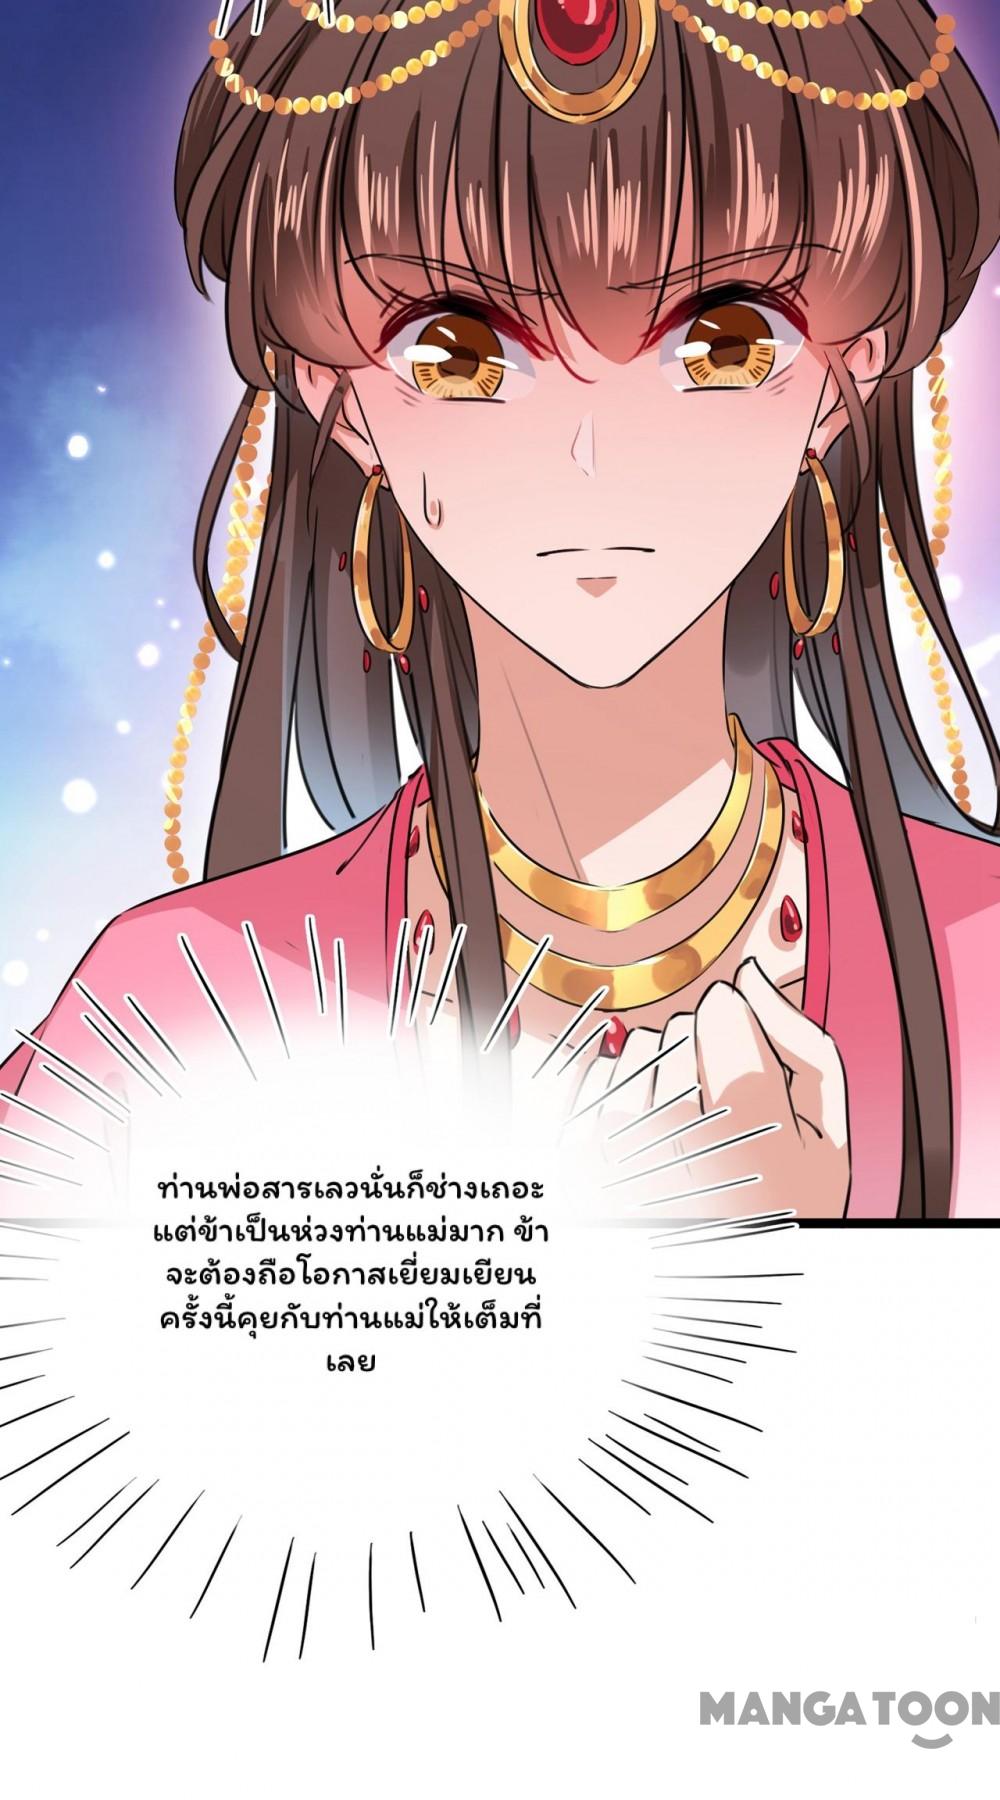 ท่านพ่อสารเลวนั่นก็ช่างเถอะ
แต่ข้าเป็นห่วงท่านแม่มาก ข้า
จะต้องถือโอกาสเยี่ยมเยียน
ครั้งนี้คุยกับท่านแม่ให้เต็มที่
เลย
MANGATOON